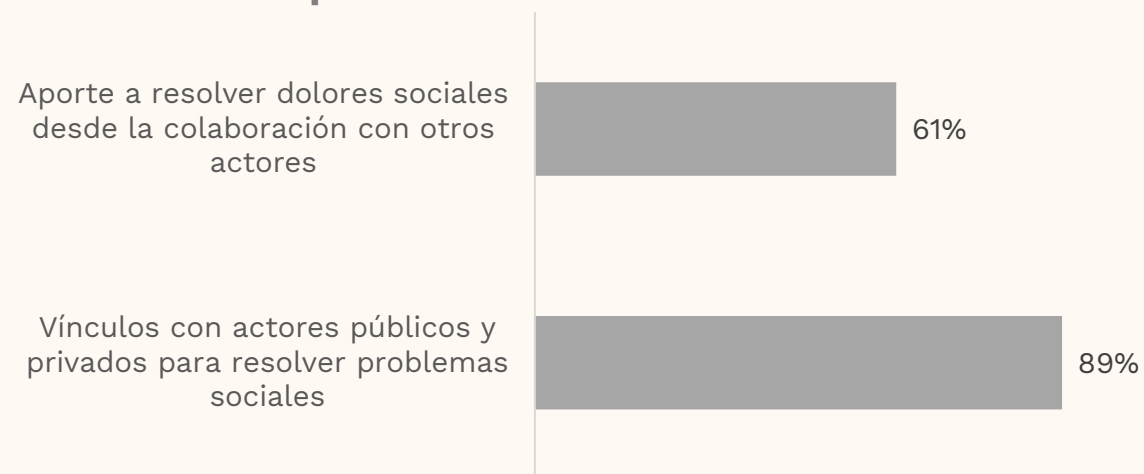 Aporte a resolver dolores sociales
desde la colaboración con otros
actores
61%
Vínculos con actores públicos y
privados para resolver problemas
sociales
89%